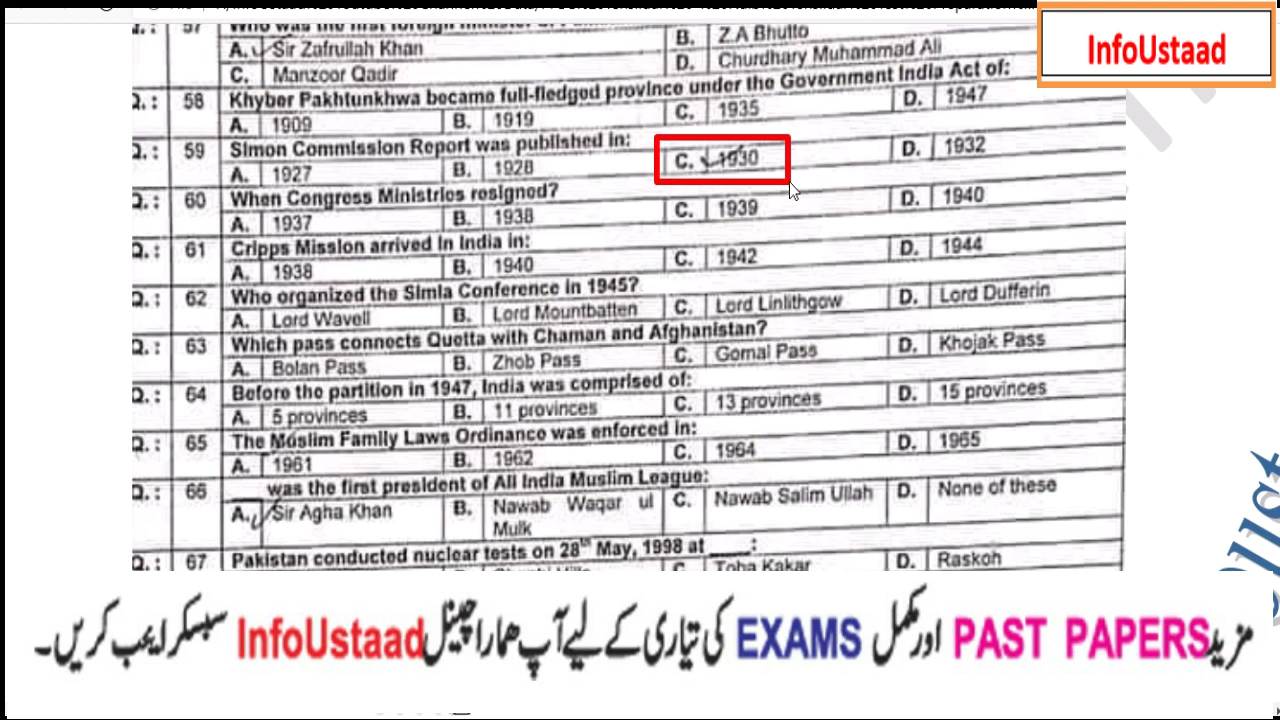 InfoUstaad
57
A. Sir Zafrullah Khan B. Z.A Bhutto
C. Manzoor Qadir D. Churdhary Muhammad Ali
Q.: 58 Khyber Pakhtunkhwa became full-fledged province under the Government India Act of:
A. 1909 B. 1919 C. 1935 D. 1947
Q.: 59 Simon Commission Report was published in:
A. 1927 B. 1928 C. 1930 D. 1932
Q.: 60 When Congress Ministries resigned?
A. 1937 B. 1938 C. 1939 D. 1940
Q.: 61 Cripps Mission arrived in India in:
A. 1938 B. 1940 C. 1942 D. 1944
Q.: 62 Who organized the Simla Conference in 1945?
A. Lord Wavell B. Lord Mountbatten C. Lord Linlithgow D. Lord Dufferin
Q.: 63 Which pass connects Quetta with Chaman and Afghanistan?
A. Bolan Pass B. Zhob Pass C. Gomal Pass D. Khojak Pass
Q.: 64 Before the partition in 1947, India was comprised of:
A. 5 provinces B. 11 provinces C. 13 provinces D. 15 provinces
Q.: 65 The Muslim Family Laws Ordinance was enforced in:
A. 1961 B. 1962 C. 1964 D. 1965
Q.: 66 ___ was the first president of All India Muslim League:
A. Sir Agha Khan B. Nawab Waqar ul Mulk C. Nawab Salim Ullah D. None of these
Q.: 67 Pakistan conducted nuclear tests on 28th May, 1998 at ___:
C. Toba Kakar D. Raskoh
مزید PAST PAPERS اور مکمل EXAMS کی تیاری کے لیے آپ ہمارا چینل InfoUstaad سبسکرایب کریں۔